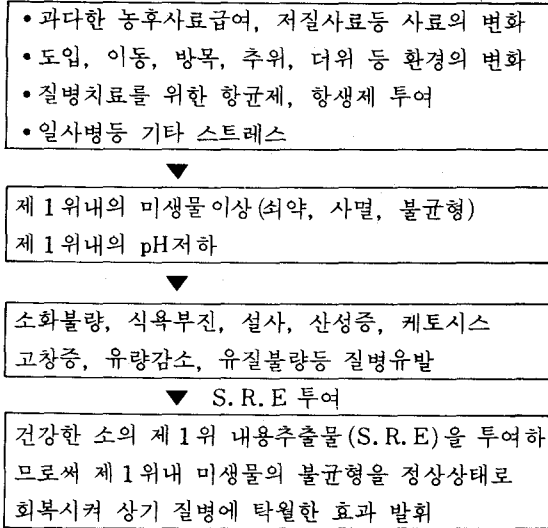 • 과다한 농후사료급여, 저질사료등 사료의 변화
• 도입, 이동, 방목, 추위, 더위 등 환경의 변화
• 질병치료를 위한 항균제, 항생제 투여
• 일사병등 기타 스트레스
▼
제 1 위내의 미생물이상(쇠약, 사멸, 불균형)
제 1 위내의 pH저하
▼
소화불량, 식욕부진, 설사, 산성증, 케토시스
고창증, 유량감소, 유질불량등 질병유발
▼ S. R. E 투여
건강한 소의 제 1 위 내용추출물(S. R. E)을 투여하
므로써 제 1 위내 미생물의 불균형을 정상상태로
회복시켜 상기 질병에 탁월한 효과 발휘